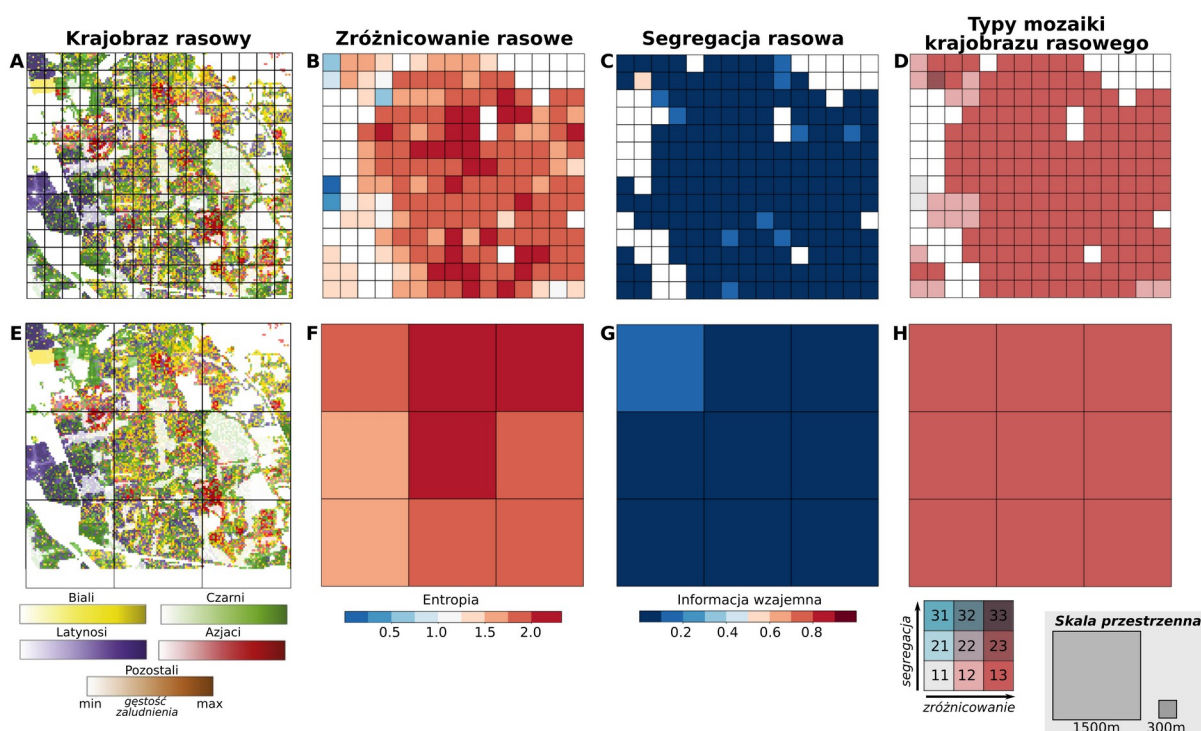 Krajobraz rasowy
Zróżnicowanie rasowe
Segregacja rasowa
Typy mozaiki
krajobrazu rasowego
A
B
C
D
E
F
G
H
Biali
Czarni
Latynosi
Azjaci
Pozostali
min
gęstość
zaludnienia
max
Entropia
0.5 1.0 1.5 2.0
Informacja wzajemna
0.2 0.4 0.6 0.8
segregacja
31 32 33
21 22 23
11 12 13
zróżnicowanie
Skala przestrzenna
1500m 300m